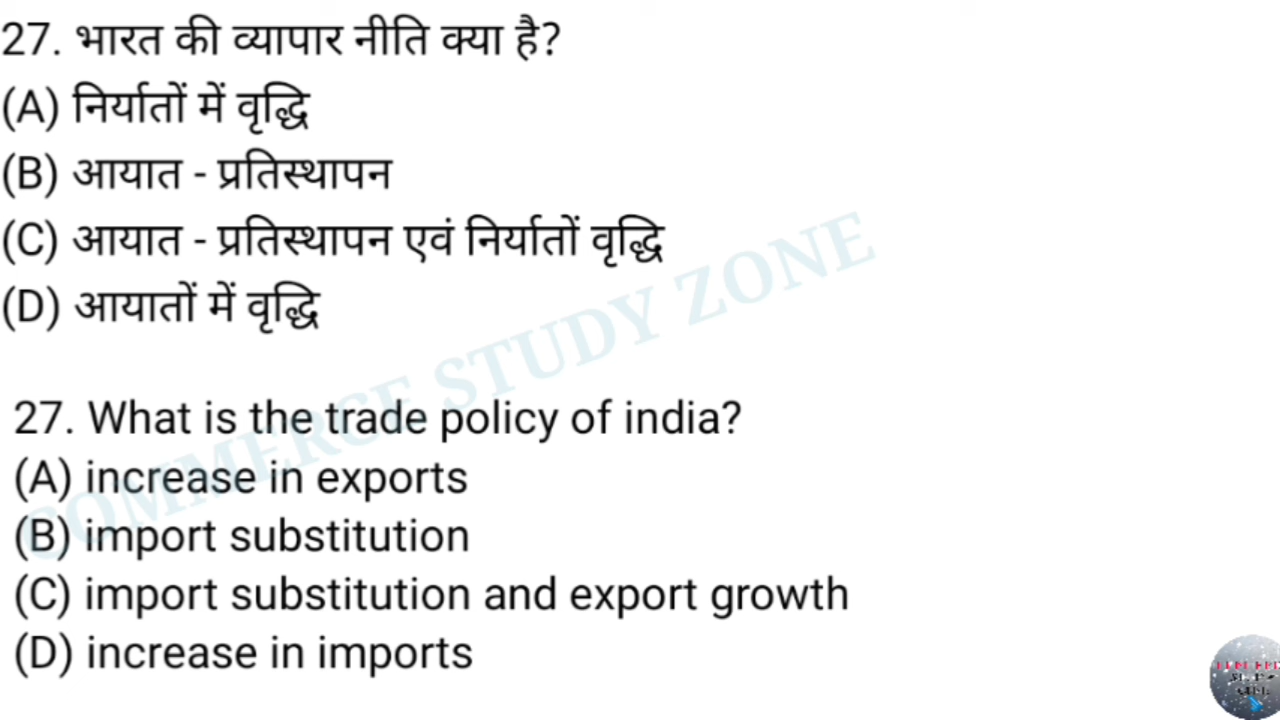 27. भारत की व्यापार नीति क्या है?
(A) निर्यातों में वृद्धि
(B) आयात - प्रतिस्थापन
(C) आयात - प्रतिस्थापन एवं निर्यातों वृद्धि
(D) आयातों में वृद्धि
COMMERCE STUDY ZONE
27. What is the trade policy of india?
(A) increase in exports
(B) import substitution
(C) import substitution and export growth
(D) increase in imports